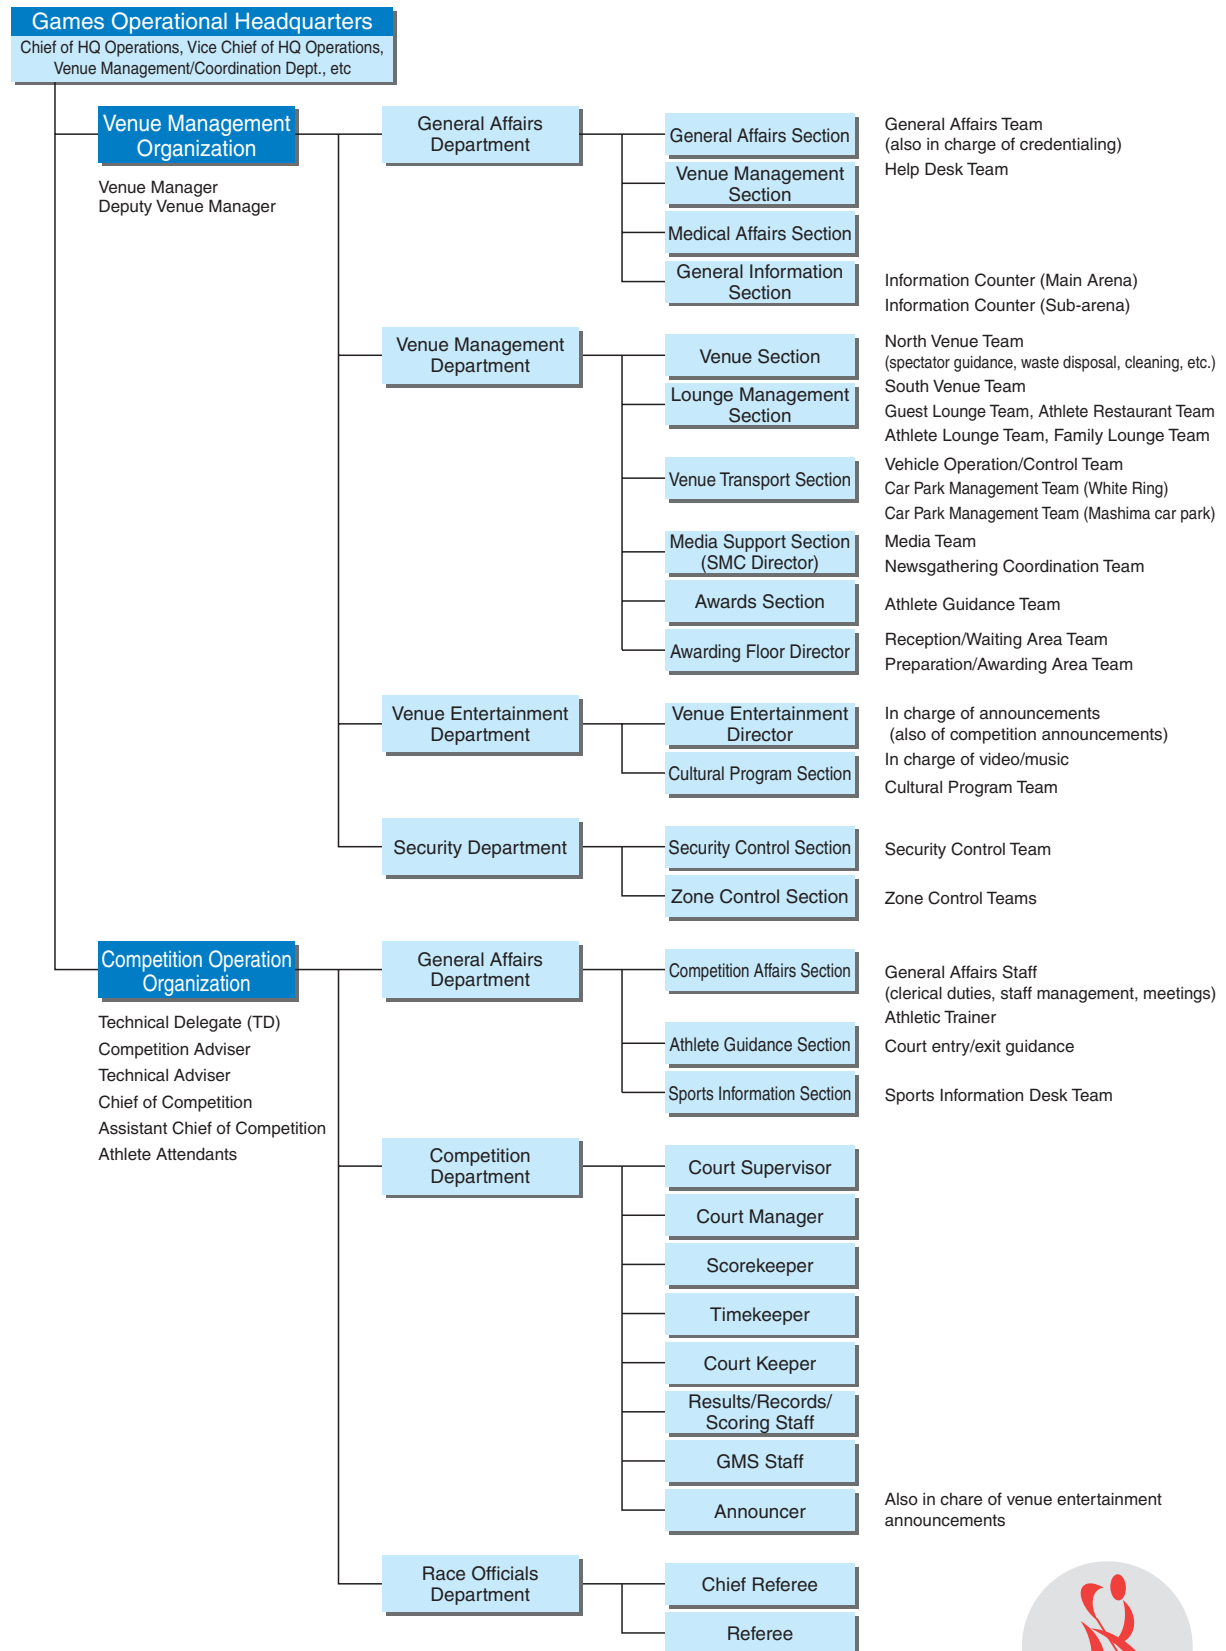 Games Operational Headquarters
Chief of HQ Operations, Vice Chief of HQ Operations,
Venue Management/Coordination Dept., etc
Venue Management
Organization
Venue Manager
Deputy Venue Manager
General Affairs
Department
General Affairs Section
General Affairs Team
(also in charge of credentialing)
Help Desk Team
Venue Management
Section
Medical Affairs Section
General Information
Section
Information Counter (Main Arena)
Information Counter (Sub-arena)
Venue Management
Department
Venue Section
North Venue Team
(spectator guidance, waste disposal, cleaning, etc.)
South Venue Team
Lounge Management
Section
Guest Lounge Team, Athlete Restaurant Team
Athlete Lounge Team, Family Lounge Team
Venue Transport Section
Vehicle Operation/Control Team
Car Park Management Team (White Ring)
Car Park Management Team (Mashima car park)
Media Support Section
(SMC Director)
Media Team
Newsgathering Coordination Team
Awards Section
Athlete Guidance Team
Awarding Floor Director
Reception/Waiting Area Team
Preparation/Awarding Area Team
Venue Entertainment
Department
Venue Entertainment
Director
In charge of announcements
(also of competition announcements)
In charge of video/music
Cultural Program Section
Cultural Program Team
Security Department
Security Control Section
Security Control Team
Zone Control Section
Zone Control Teams
Competition Operation
Organization
Technical Delegate (TD)
Competition Adviser
Technical Adviser
Chief of Competition
Assistant Chief of Competition
Athlete Attendants
General Affairs
Department
Competition Affairs Section
General Affairs Staff
(clerical duties, staff management, meetings)
Athletic Trainer
Athlete Guidance Section
Court entry/exit guidance
Sports Information Section
Sports Information Desk Team
Competition
Department
Court Supervisor
Court Manager
Scorekeeper
Timekeeper
Court Keeper
Results/Records/
Scoring Staff
GMS Staff
Announcer
Also in chare of venue entertainment
announcements
Race Officials
Department
Chief Referee
Referee